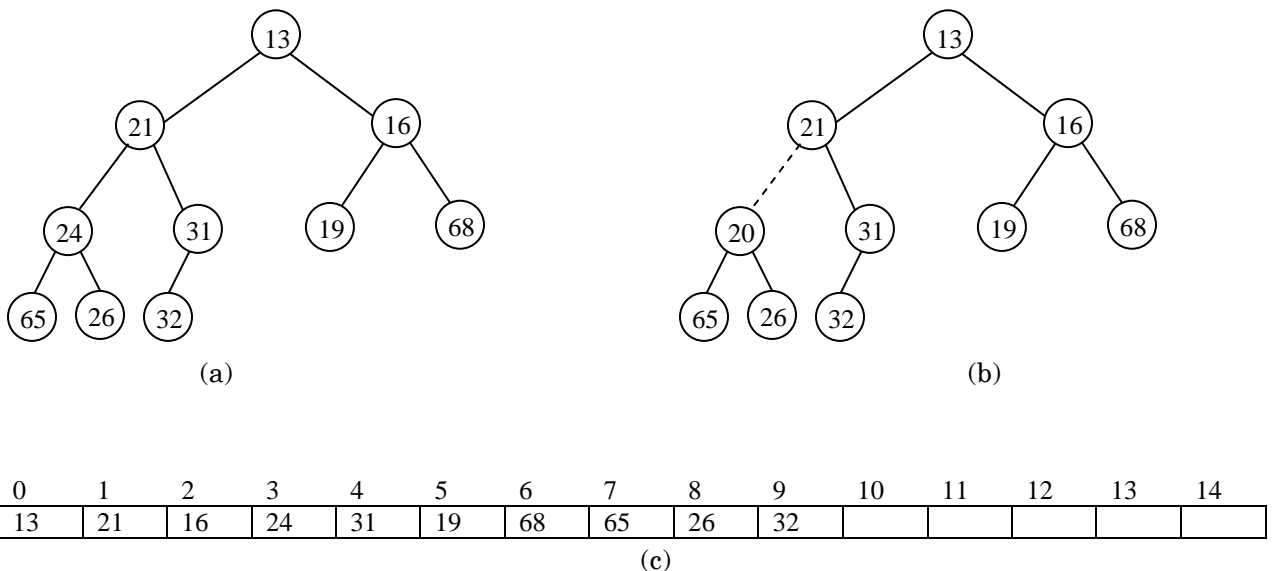 13 13
21 16 21 16
24 31 19 68 20 31 19 68
65 26 32 65 26 32
(a) (b)
0 1 2 3 4 5 6 7 8 9 10 11 12 13 14
13 21 16 24 31 19 68 65 26 32
(c)